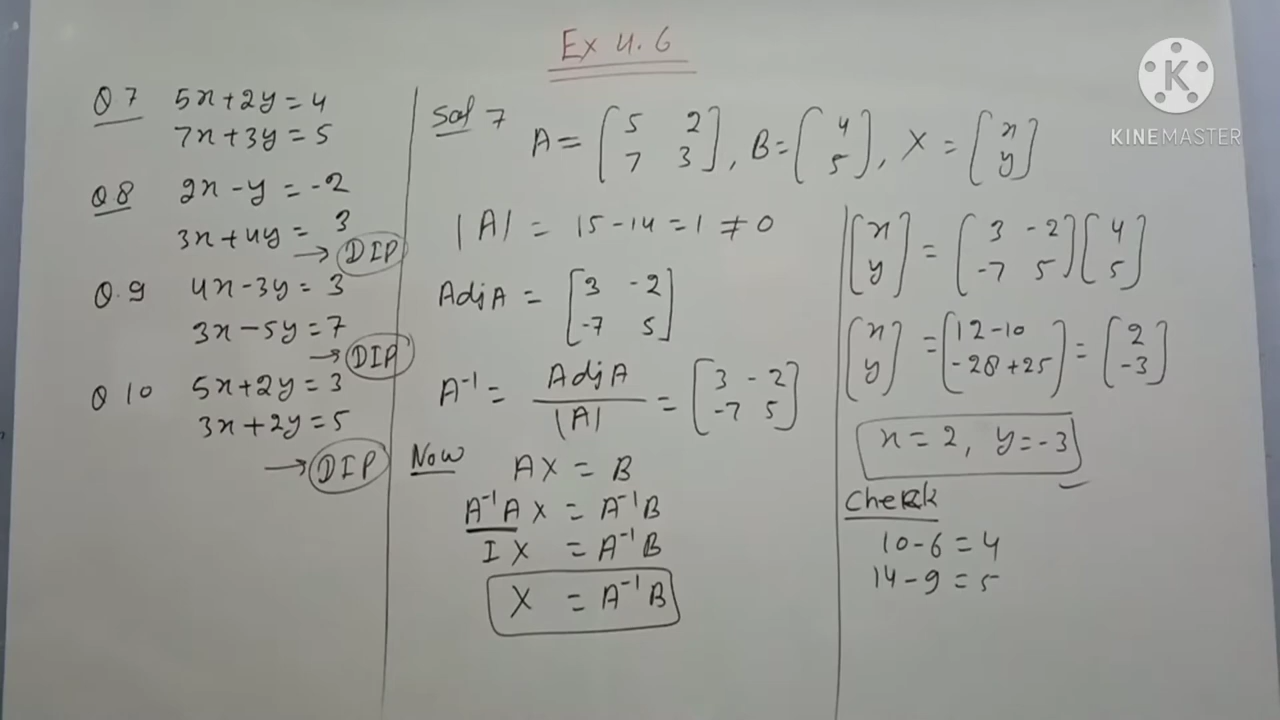 Ex 4.6
Q 7 5x+2y=4
7x+3y=5
Q 8 2x-y=-2
3x+4y=3
→ DIP
Q.9 4x-3y=3
3x-5y=7
→ DIP
Q 10 5x+2y=3
3x+2y=5
→ DIP
Sol 7 A=[5 2
7 3], B=[4
5], X=[x
y]
|A| = 15-14=1≠0
Adj A = [3 -2
-7 5]
A⁻¹ = Adj A / |A| = [3 -2
-7 5]
Now AX = B
A⁻¹A X = A⁻¹B
I X = A⁻¹B
X = A⁻¹B
[x
y] = [3 -2
-7 5][4
5]
[x
y] = [12-10
-28+25] = [2
-3]
x=2, y=-3
Check
10-6=4
14-9=5
KINEMASTER